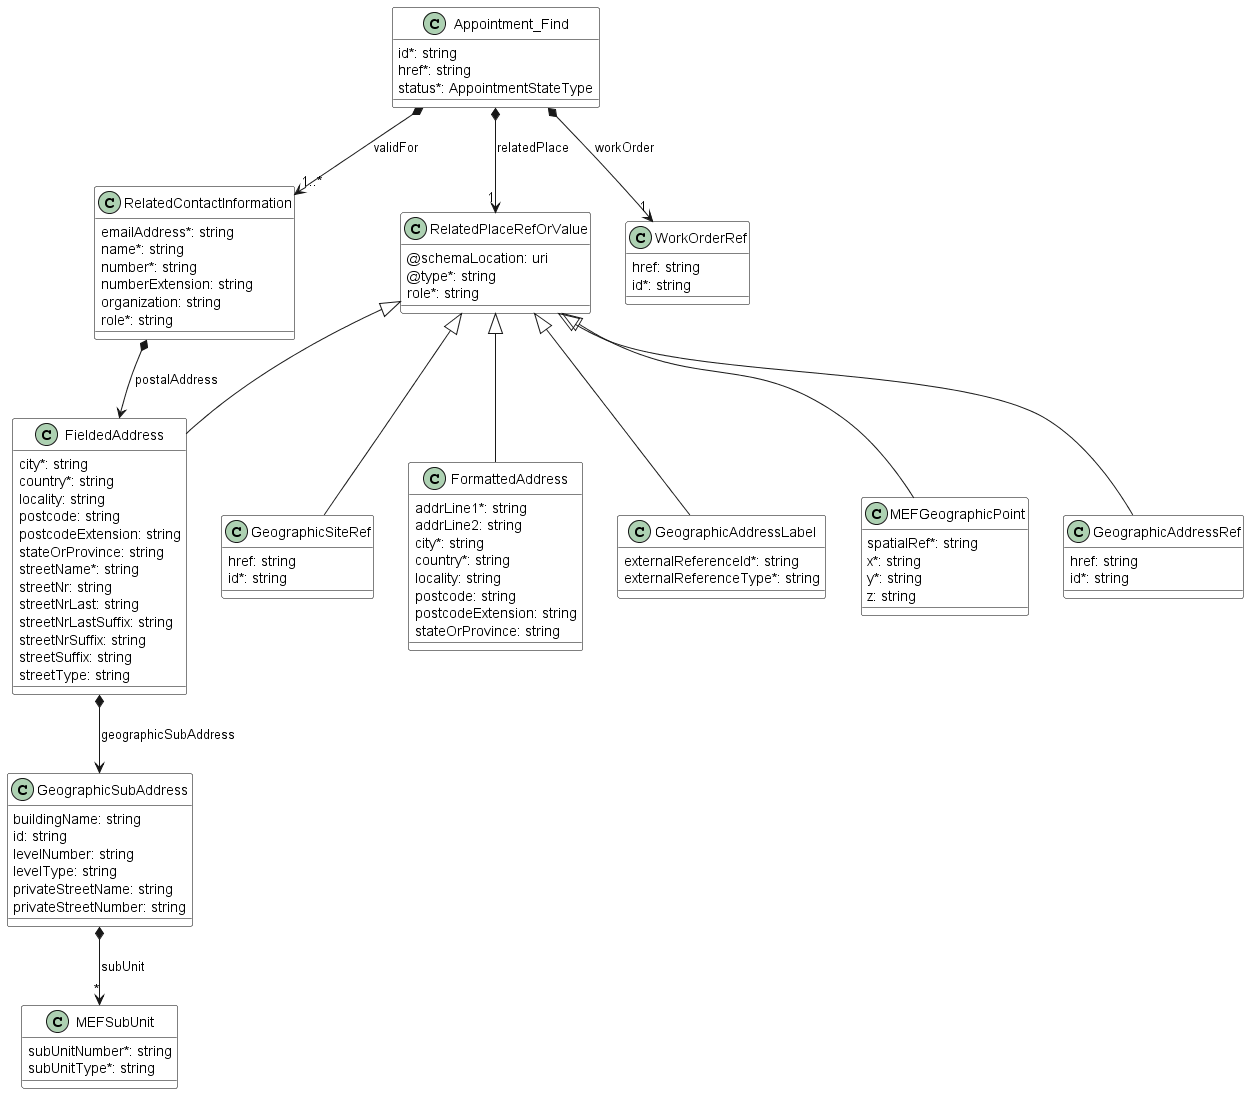 C Appointment_Find
id*: string
href*: string
status*: AppointmentStateType
validFor
relatedPlace
workOrder
1..*
1
1
C RelatedContactInformation
emailAddress*: string
name*: string
number*: string
numberExtension: string
organization: string
role*: string
C RelatedPlaceRefOrValue
@schemaLocation: uri
@type*: string
role*: string
C WorkOrderRef
href: string
id*: string
postalAddress
C FieldedAddress
city*: string
country*: string
locality: string
postcode: string
postcodeExtension: string
stateOrProvince: string
streetName*: string
streetNr: string
streetNrLast: string
streetNrLastSuffix: string
streetNrSuffix: string
streetSuffix: string
streetType: string
C GeographicSiteRef
href: string
id*: string
C FormattedAddress
addrLine1*: string
addrLine2: string
city*: string
country*: string
locality: string
postcode: string
postcodeExtension: string
stateOrProvince: string
C GeographicAddressLabel
externalReferenceId*: string
externalReferenceType*: string
C MEFGeographicPoint
spatialRef*: string
x*: string
y*: string
z: string
C GeographicAddressRef
href: string
id*: string
geographicSubAddress
C GeographicSubAddress
buildingName: string
id: string
levelNumber: string
levelType: string
privateStreetName: string
privateStreetNumber: string
subUnit
*
C MEFSubUnit
subUnitNumber*: string
subUnitType*: string